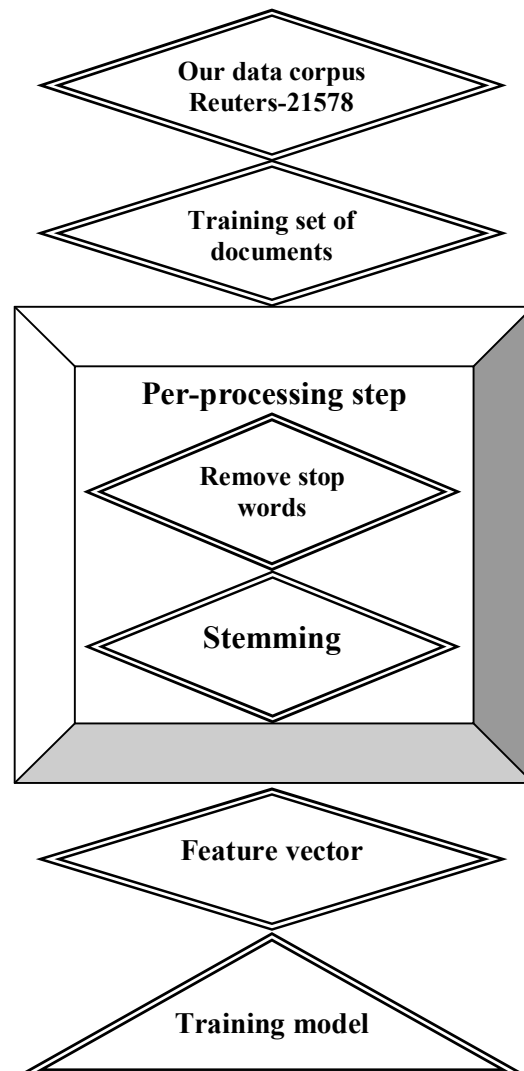 Our data corpus
Reuters-21578
Training set of
documents
Per-processing step
Remove stop
words
Stemming
Feature vector
Training model